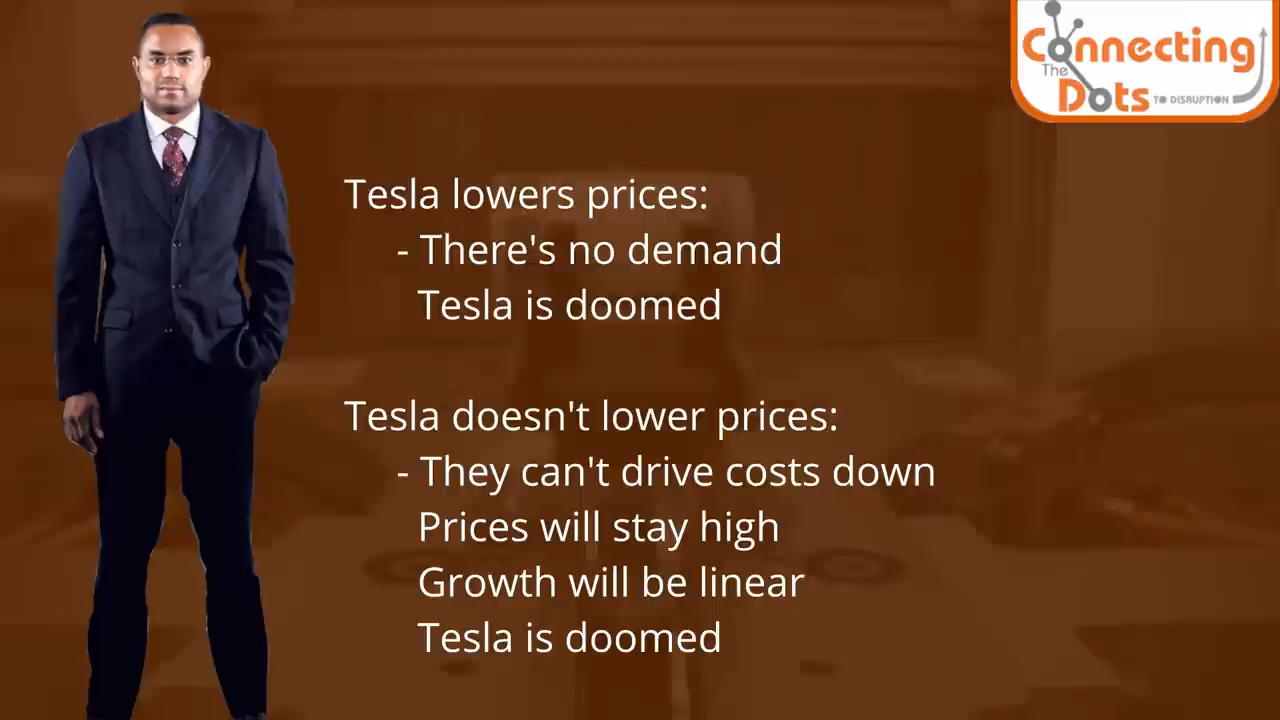 Connecting
The
Dots TO DISRUPTION
Tesla lowers prices:
- There's no demand
Tesla is doomed
Tesla doesn't lower prices:
- They can't drive costs down
Prices will stay high
Growth will be linear
Tesla is doomed